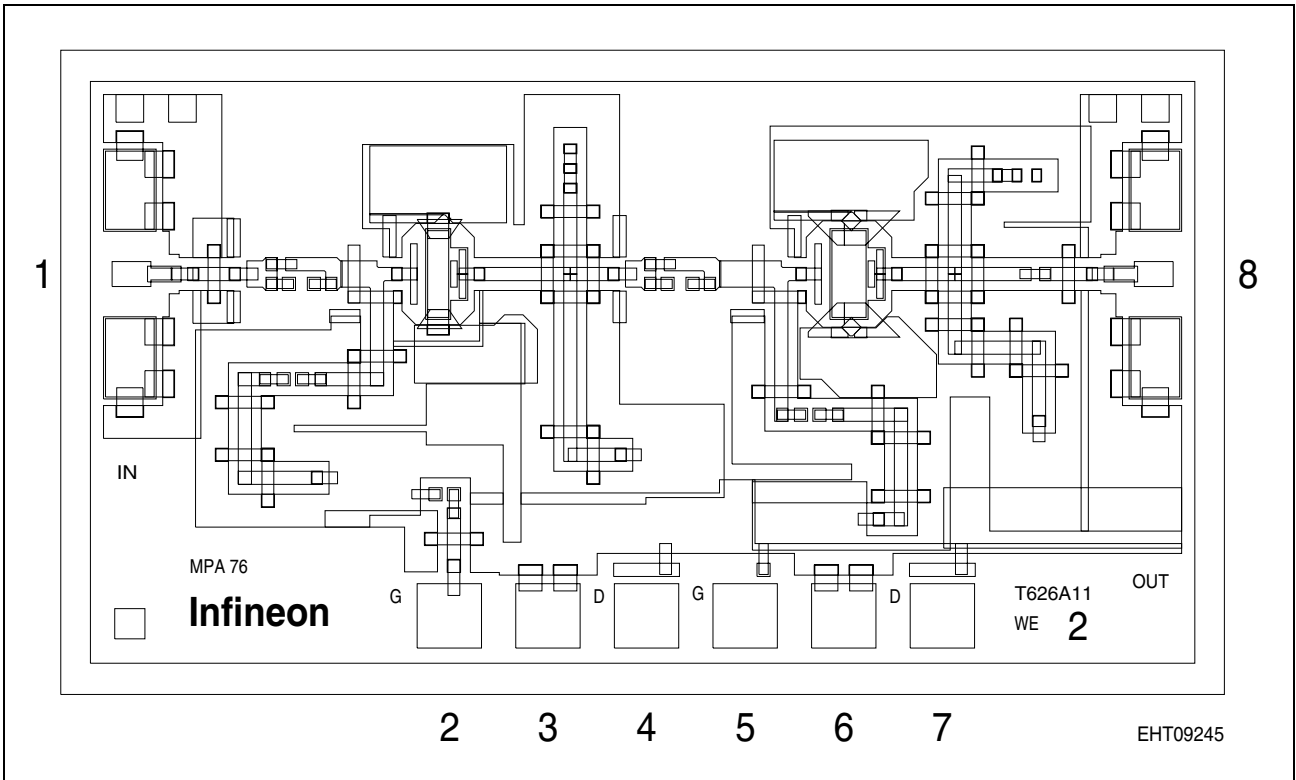 1
8
IN
MPA 76
Infineon
G
D
G
D
T626A11
OUT
WE 2
2 3 4 5 6 7
EHT09245